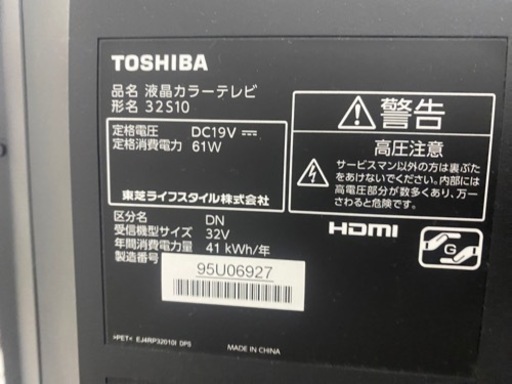 TOSHIBA
品名 液晶カラーテレビ
形名 32S10
定格電圧 DC19V ⎓
定格消費電力 61W
東芝ライフスタイル株式会社
区分名 DN
受信機型サイズ 32V
年間消費電力量 41 kWh/年
製造番号
95U06927
警告
高圧注意
サービスマン以外の方は裏ぶた
をあけないでください。内部には
高電圧部分が数多くあり、万一
さわると危険です。
HDMI
G
>PET< EJ4RP32010I DPS
MADE IN CHINA